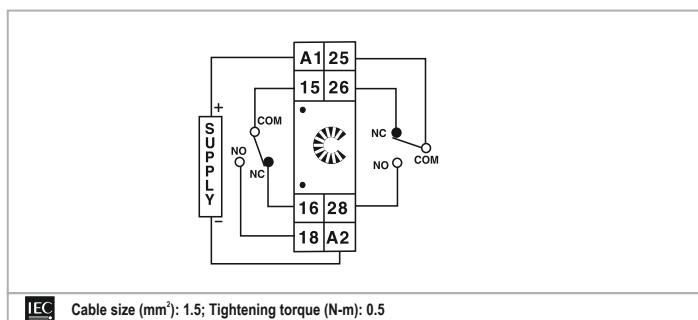 A1 25
15 26
+
SUPPLY
−
COM
NO
NC
NC
NO
COM
16 28
18 A2
IEC Cable size (mm²): 1.5; Tightening torque (N-m): 0.5